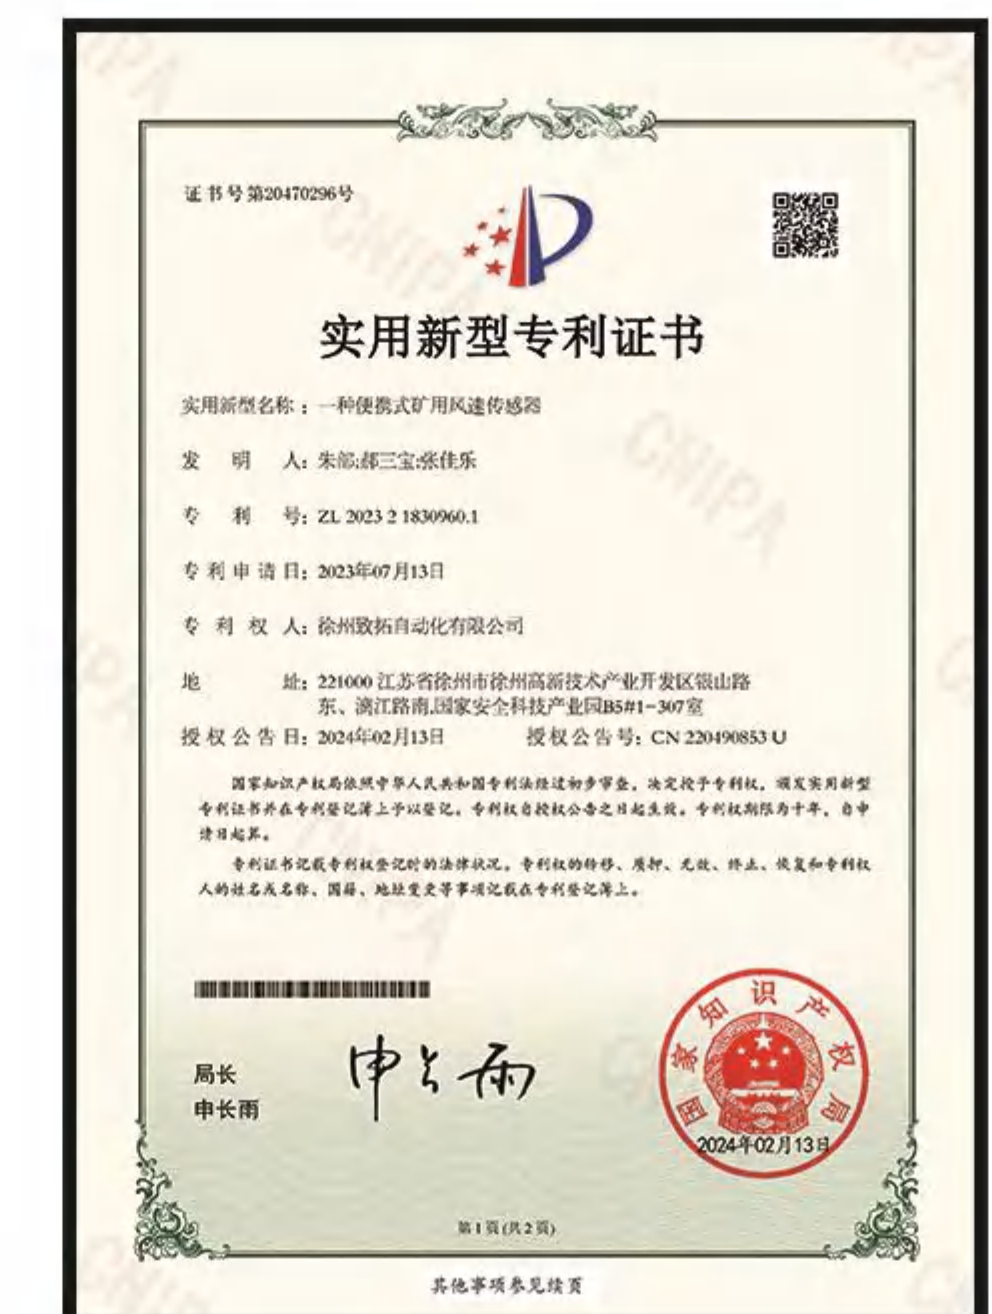 证书号第20470296号
实用新型专利证书
实用新型名称：一种便携式矿用风速传感器
发明人：朱部;郝三宝;张佳乐
专利号：ZL 2023 2 1830960.1
专利申请日：2023年07月13日
专利权人：徐州致拓自动化有限公司
地址：221000 江苏省徐州市徐州高新技术产业开发区银山路
东、漓江路南,国家安全科技产业园B5#1-307室
授权公告日：2024年02月13日 授权公告号：CN 220490853 U
国家知识产权局依照中华人民共和国专利法经过初步审查，决定授予专利权，颁发实用新型
专利证书并在专利登记簿上予以登记。专利权自授权公告之日起生效。专利权期限为十年，自申
请日起算。
专利证书记载专利权登记时的法律状况。专利权的转移、质押、无效、终止、恢复和专利权
人的姓名或名称、国籍、地址变更等事项记载在专利登记簿上。
局长
申长雨
申长雨
国家知识产权局
2024年02月13日
第1页(共2页)
其他事项参见续页
CNIPA